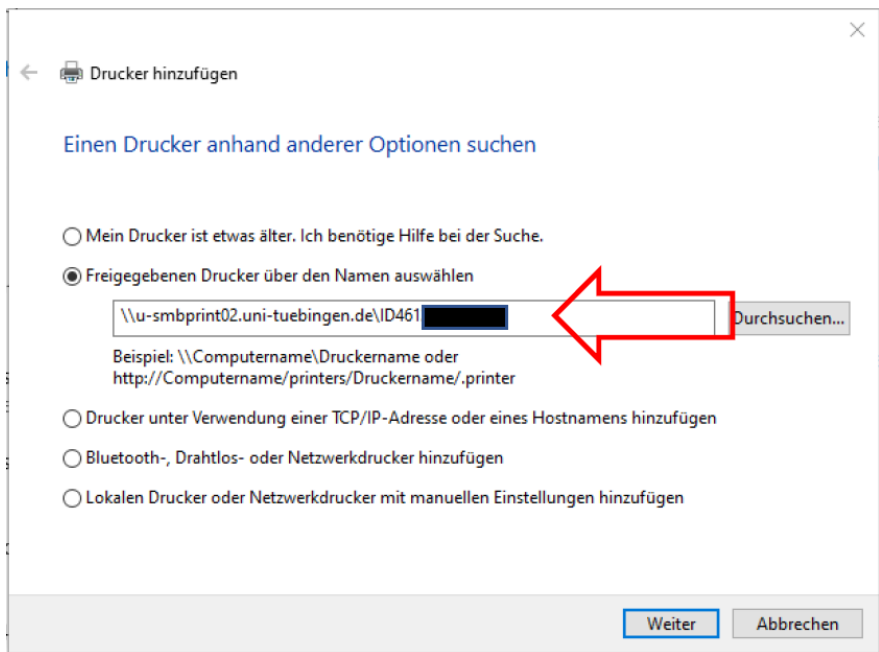 Drucker hinzufügen
Einen Drucker anhand anderer Optionen suchen
Mein Drucker ist etwas älter. Ich benötige Hilfe bei der Suche.
Freigegebenen Drucker über den Namen auswählen
\\u-smbprint02.uni-tuebingen.de\ID461
Durchsuchen...
Beispiel: \\Computername\Druckername oder
http://Computername/printers/Druckername/.printer
Drucker unter Verwendung einer TCP/IP-Adresse oder eines Hostnamens hinzufügen
Bluetooth-, Drahtlos- oder Netzwerkdrucker hinzufügen
Lokalen Drucker oder Netzwerkdrucker mit manuellen Einstellungen hinzufügen
Weiter
Abbrechen